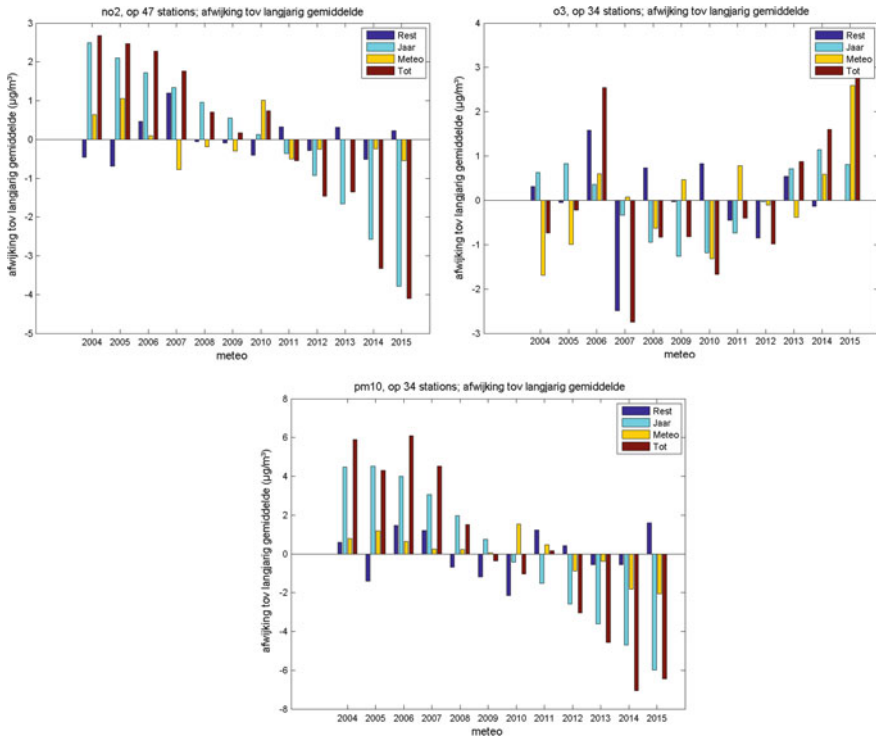 no2, op 47 stations; afwijking tov langjarig gemiddelde
afwijking tov langjarig gemiddelde (µg/m³)
3
2
1
0
-1
-2
-3
-4
-5
Rest
Jaar
Meteo
Tot
2004 2005 2006 2007 2008 2009 2010 2011 2012 2013 2014 2015
meteo
o3, op 34 stations; afwijking tov langjarig gemiddelde
afwijking tov langjarig gemiddelde (µg/m³)
4
3
2
1
0
-1
-2
-3
Rest
Jaar
Meteo
Tot
2004 2005 2006 2007 2008 2009 2010 2011 2012 2013 2014 2015
meteo
pm10, op 34 stations; afwijking tov langjarig gemiddelde
afwijking tov langjarig gemiddelde (µg/m³)
8
6
4
2
0
-2
-4
-6
-8
Rest
Jaar
Meteo
Tot
2004 2005 2006 2007 2008 2009 2010 2011 2012 2013 2014 2015
meteo